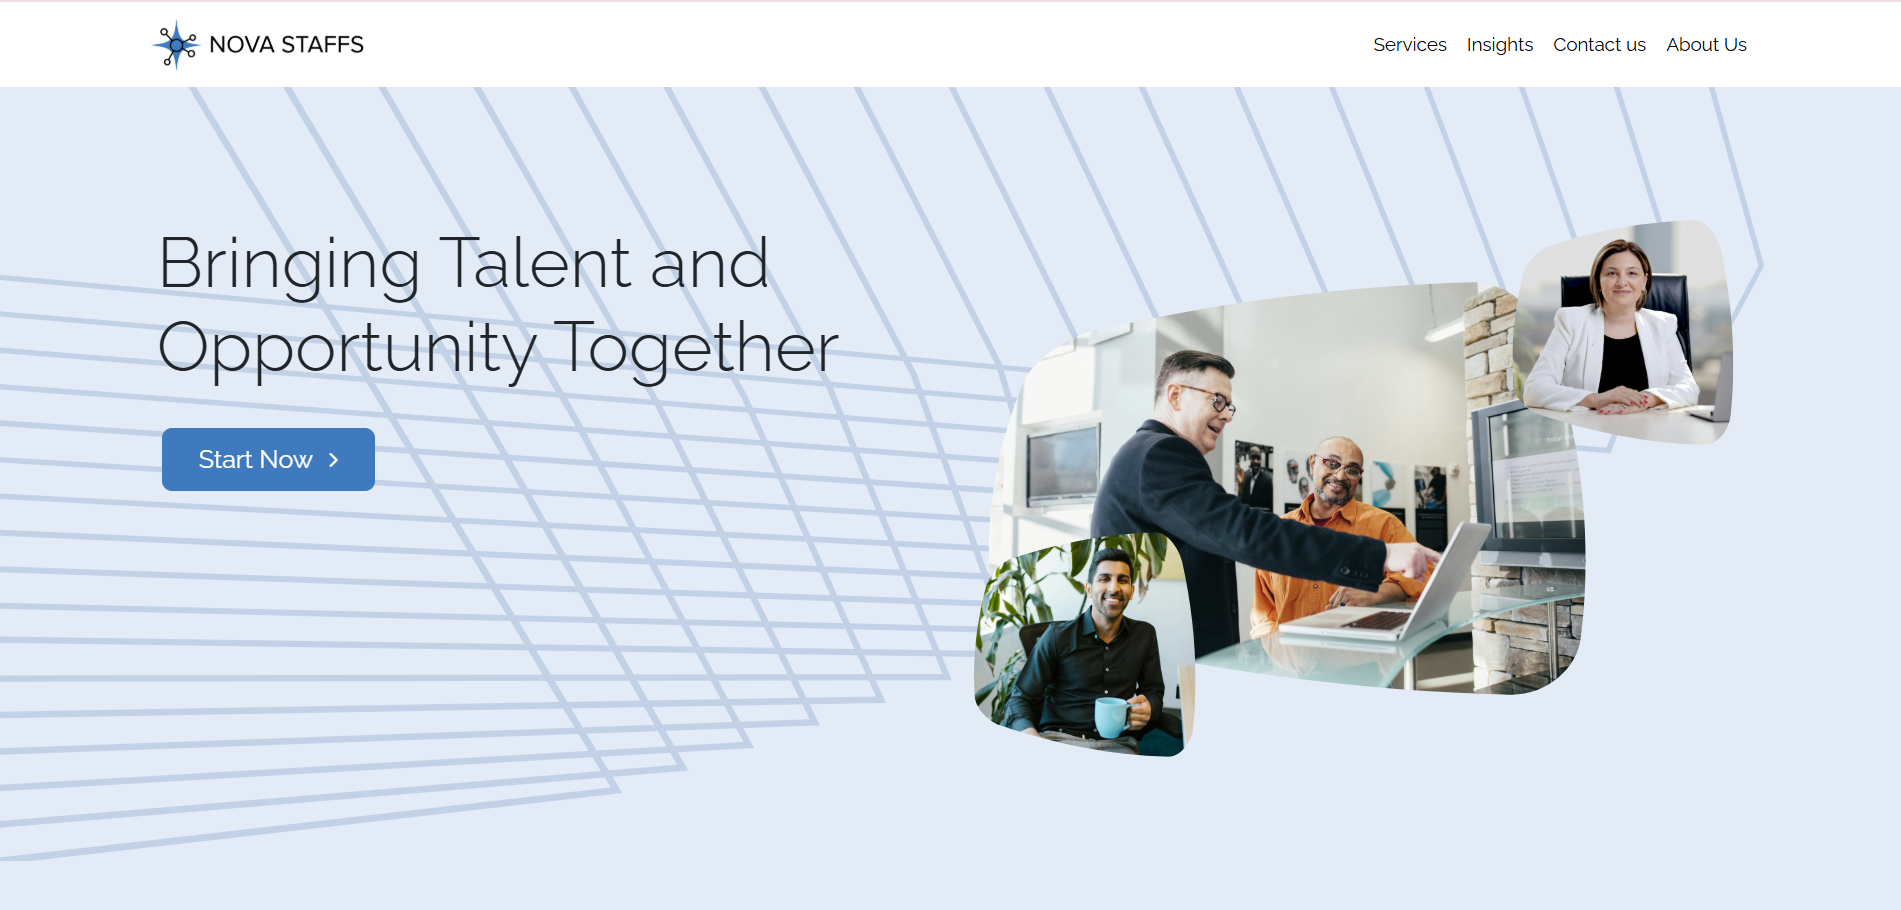 NOVA STAFFS
Services Insights Contact us About Us
Bringing Talent and
Opportunity Together
Start Now